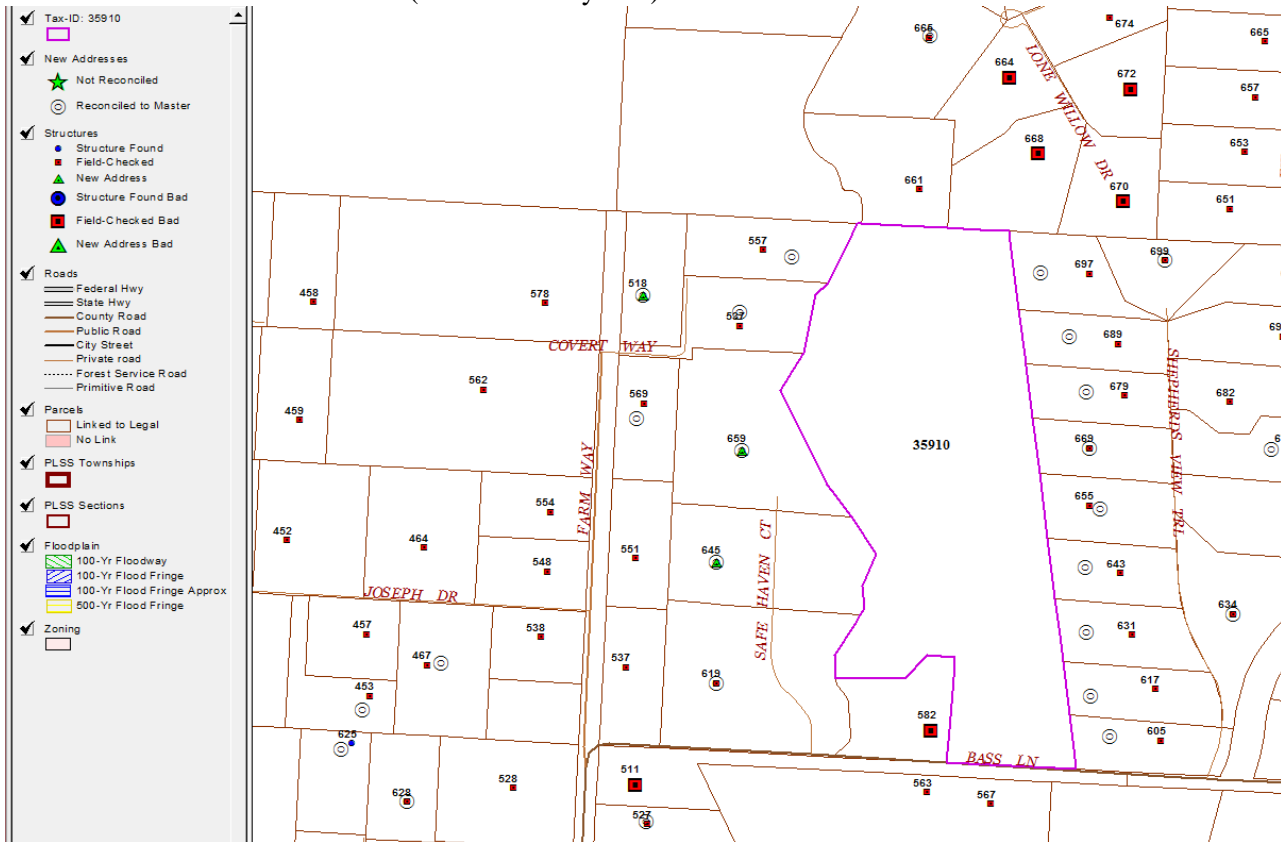 Tax-ID: 35910
New Addresses
Not Reconciled
Reconciled to Master
Structures
Structure Found
Field-Checked
New Address
Structure Found Bad
Field-Checked Bad
New Address Bad
Roads
Federal Hwy
State Hwy
County Road
Public Road
City Street
Private road
Forest Service Road
Primitive Road
Parcels
Linked to Legal
No Link
PLSS Townships
PLSS Sections
Floodplain
100-Yr Floodway
100-Yr Flood Fringe
100-Yr Flood Fringe Approx
500-Yr Flood Fringe
Zoning
674
665
665
664
672
657
LONE WILLOW DR
668
653
661
670
651
557
699
697
518
458
578
537
689
COVERT WAY
562
569
679
682
459
659
669
35910
SHEPHERDS VIEW TRL
FARM WAY
554
655
452
464
551
645
548
643
SAFE HAVEN CT
JOSEPH DR
457
538
631
634
467
537
619
453
617
582
625
605
BASS LN
511
528
563
567
628
527